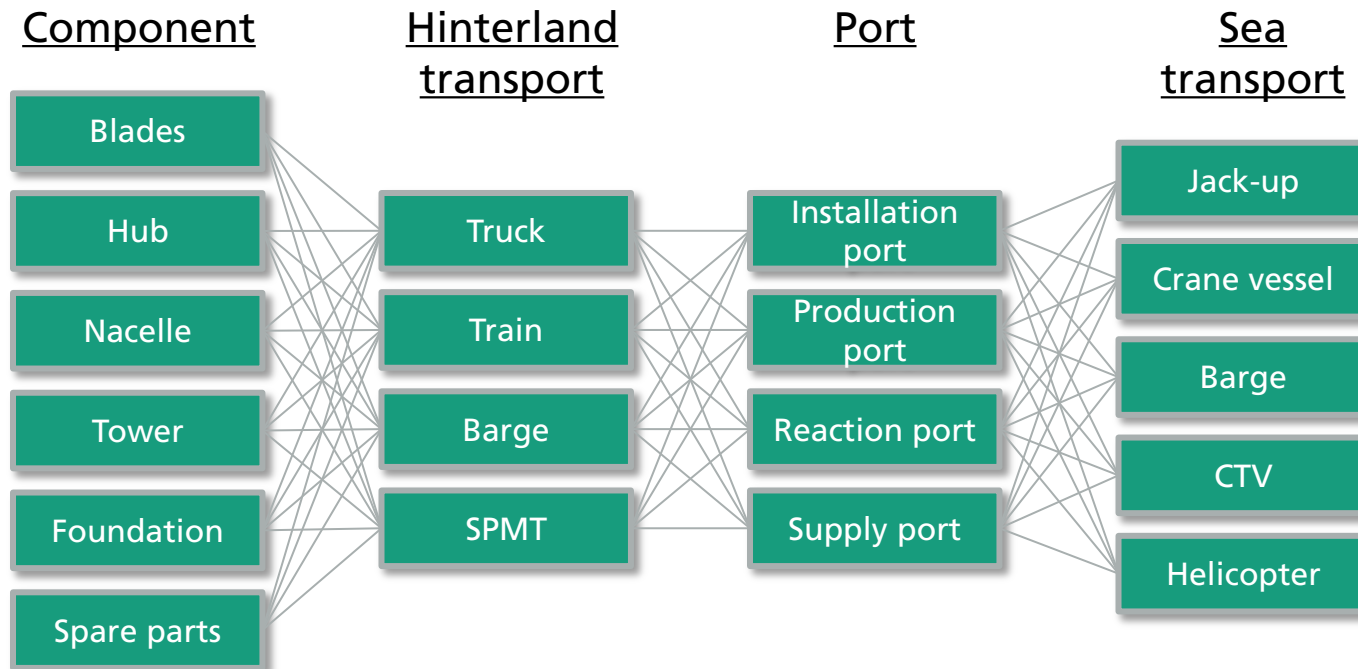 Component
Hinterland
transport
Port
Sea
transport
Blades
Hub
Nacelle
Tower
Foundation
Spare parts
Truck
Train
Barge
SPMT
Installation
port
Production
port
Reaction port
Supply port
Jack-up
Crane vessel
Barge
CTV
Helicopter